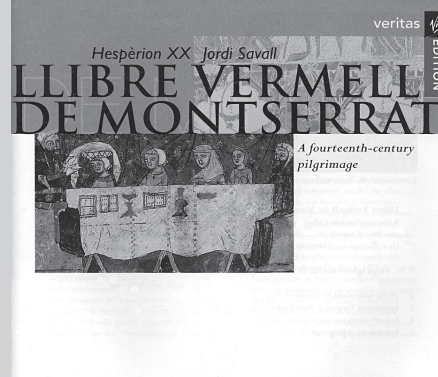 veritas
EDITION
Hespèrion XX Jordi Savall
LLIBRE VERMELL
DE MONTSERRAT
A fourteenth-century
pilgrimage